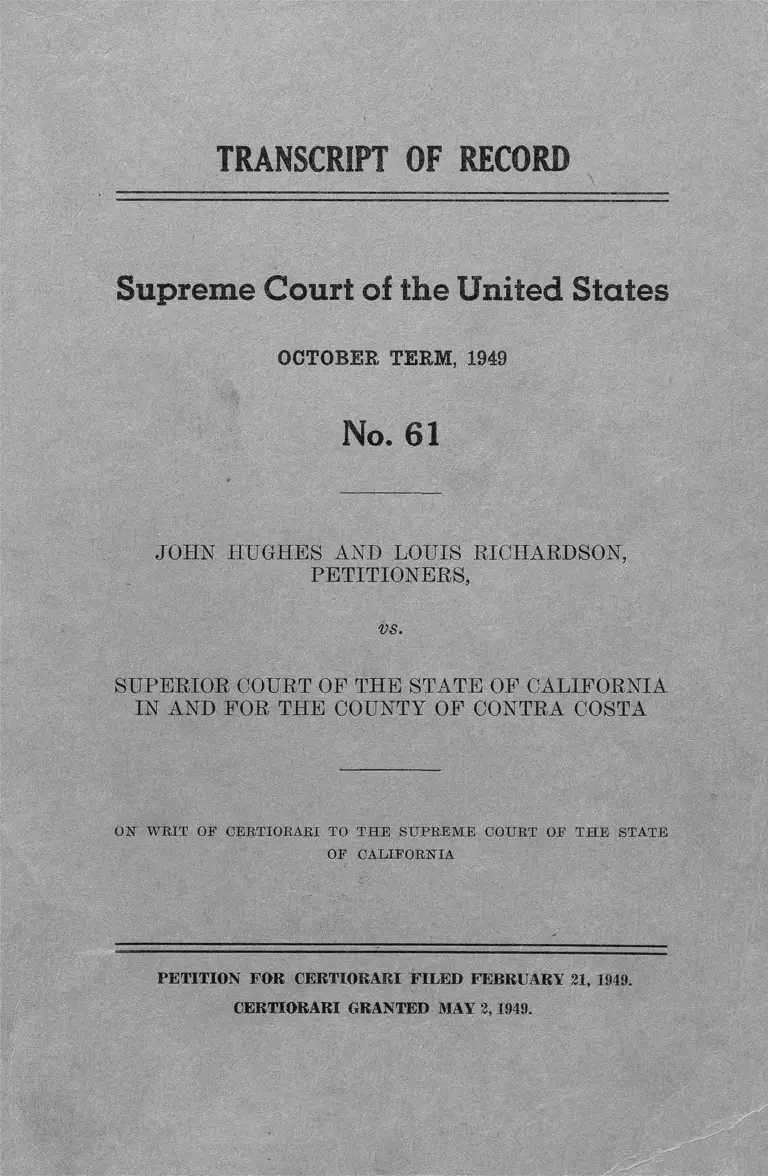 TRANSCRIPT OF RECORD
Supreme Court of the United States
OCTOBER TERM, 1949
No. 61
JOHN HUGHES AND LOUIS RICHARDSON,
PETITIONERS,
vs.
SUPERIOR COURT OF THE STATE OF CALIFORNIA
IN AND FOR THE COUNTY OF CONTRA COSTA
ON WRIT OF CERTIORARI TO THE SUPREME COURT OF THE STATE
OF CALIFORNIA
PETITION FOR CERTIORARI FILED FEBRUARY 21, 1949.
CERTIORARI GRANTED MAY 2, 1949.